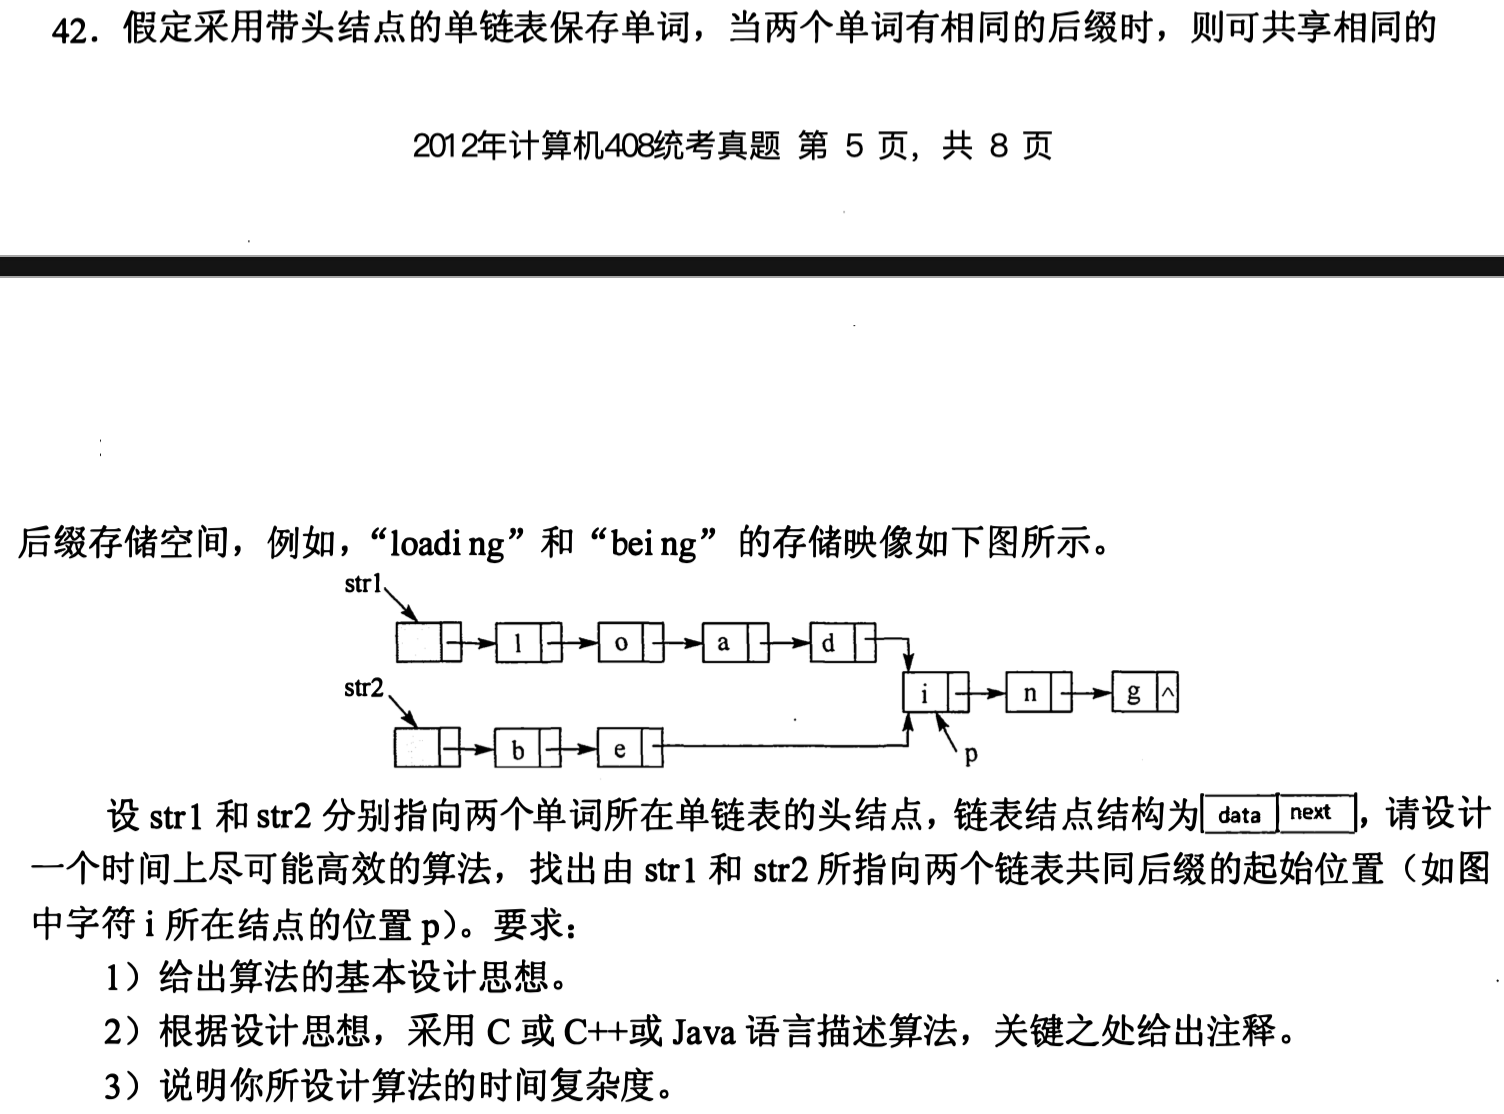 42．假定采用带头结点的单链表保存单词，当两个单词有相同的后缀时，则可共享相同的
2012年计算机408统考真题 第 5 页，共 8 页
后缀存储空间，例如，“loading”和“being”的存储映像如下图所示。
str1
l o a d
i n g ^
str2
b e
p
设 str1 和 str2 分别指向两个单词所在单链表的头结点，链表结点结构为 data next ，请设计
一个时间上尽可能高效的算法，找出由 str1 和 str2 所指向两个链表共同后缀的起始位置（如图
中字符 i 所在结点的位置 p）。要求：
1）给出算法的基本设计思想。
2）根据设计思想，采用 C 或 C++或 Java 语言描述算法，关键之处给出注释。
3）说明你所设计算法的时间复杂度。